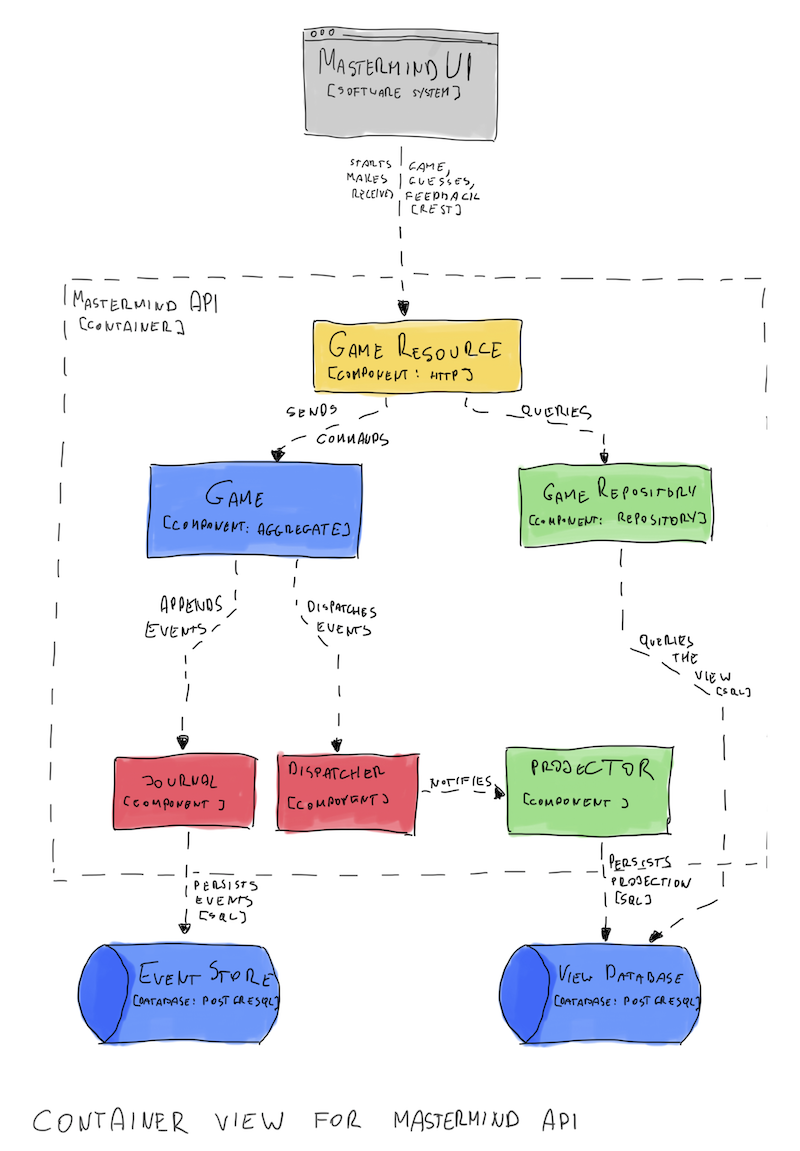 MASTERMIND UI
[SOFTWARE SYSTEM]
STARTS GAME,
MAKES GUESSES,
RECEIVES FEEDBACK
[REST]
MASTERMIND API
[CONTAINER]
GAME RESOURCE
[COMPONENT: HTTP]
SENDS
COMMANDS
QUERIES
GAME
[COMPONENT: AGGREGATE]
GAME REPOSITORY
[COMPONENT: REPOSITORY]
APPENDS
EVENTS
DISPATCHES
EVENTS
QUERIES
THE
VIEW
[SQL]
JOURNAL
[COMPONENT]
DISPATCHER
[COMPONENT]
NOTIFIES
PROJECTOR
[COMPONENT]
PERSISTS
EVENTS
[SQL]
PERSISTS
PROJECTION
[SQL]
EVENT STORE
[DATABASE: POSTGRESQL]
VIEW DATABASE
[DATABASE: POSTGRESQL]
CONTAINER VIEW FOR MASTERMIND API